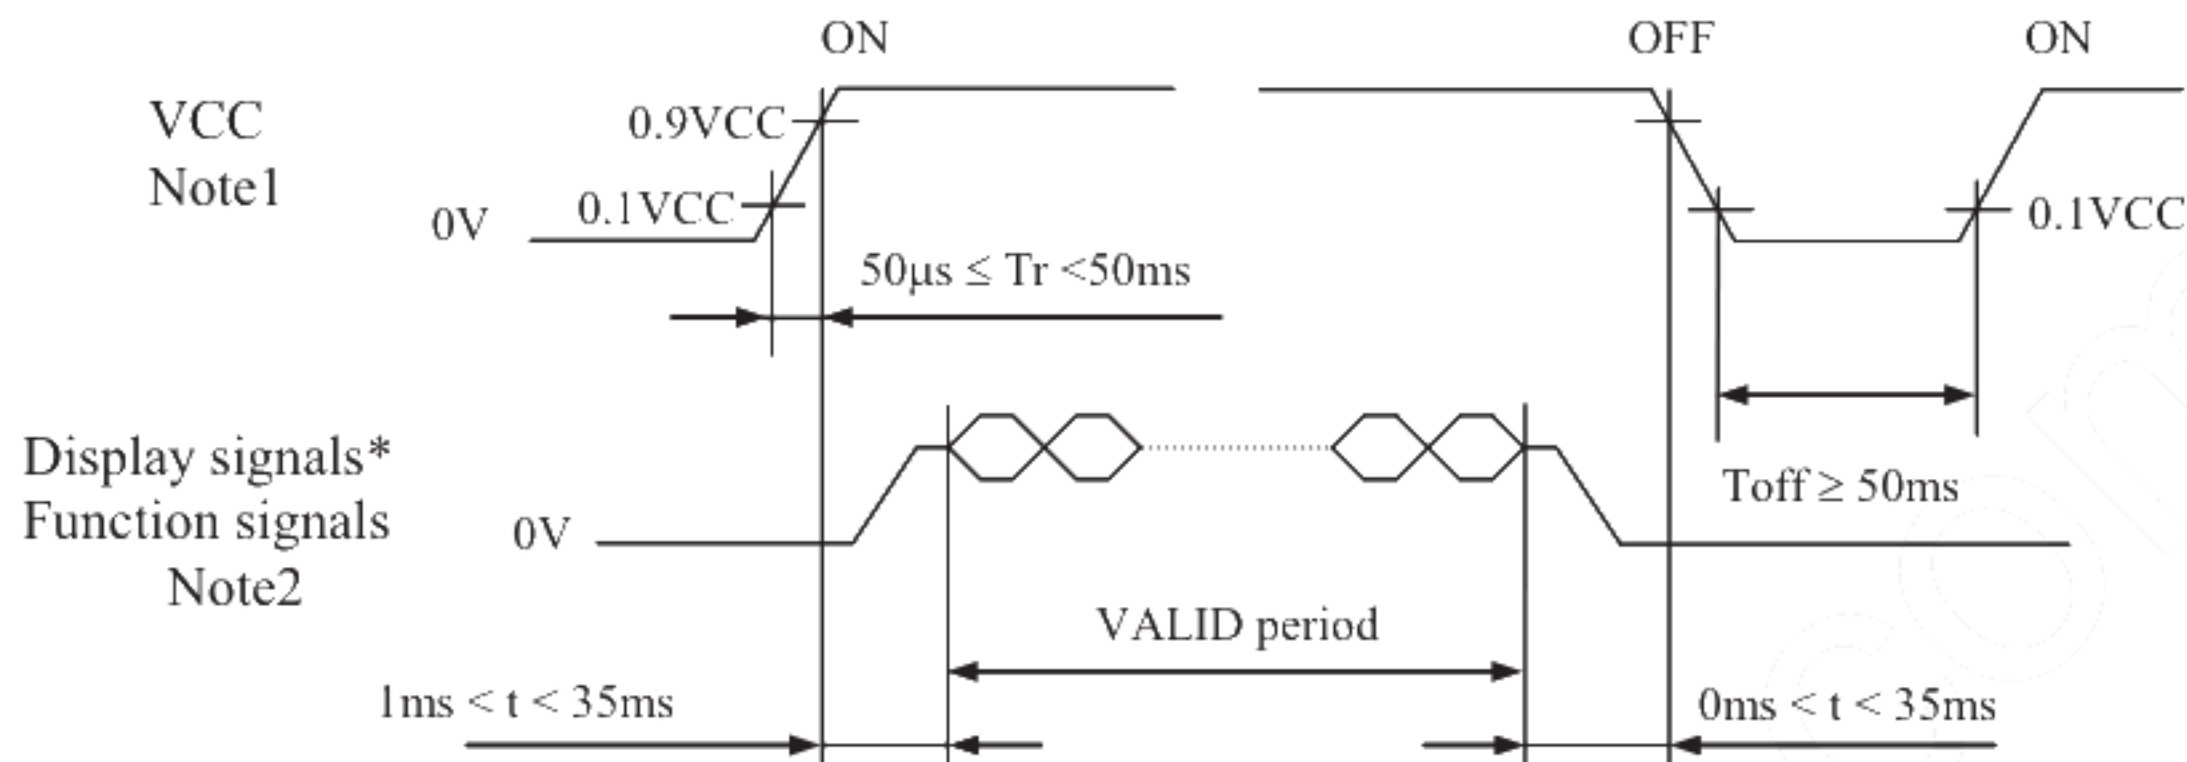 ON
OFF
ON
VCC
Note1
0.9VCC
0.1VCC
0V
0.1VCC
50μs ≤ Tr <50ms
Display signals*
Function signals
Note2
0V
Toff ≥ 50ms
VALID period
1ms < t < 35ms
0ms < t < 35ms